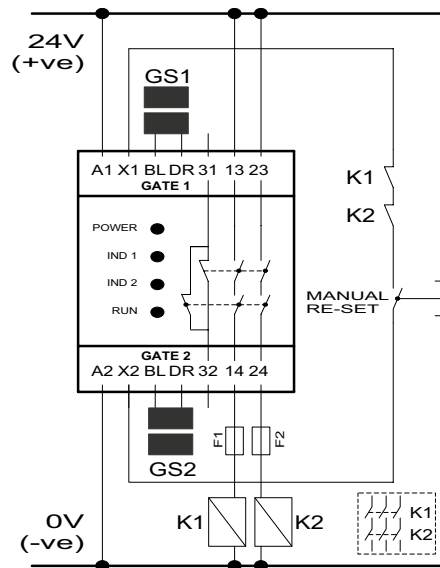 24V
(+ve)
GS1
A1 X1 BL DR 31 13 23
GATE 1
K1
K2
POWER
IND 1
IND 2
RUN
MANUAL
RE-SET
GATE 2
A2 X2 BL DR 32 14 24
F1
F2
GS2
0V
(-ve)
K1
K2
K1
K2